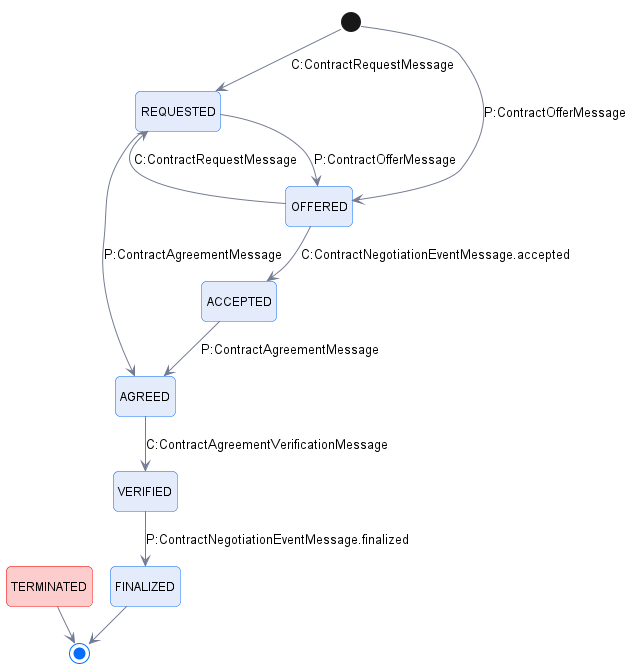 C:ContractRequestMessage
REQUESTED
P:ContractOfferMessage
C:ContractRequestMessage
P:ContractOfferMessage
OFFERED
P:ContractAgreementMessage
C:ContractNegotiationEventMessage.accepted
ACCEPTED
P:ContractAgreementMessage
AGREED
C:ContractAgreementVerificationMessage
VERIFIED
P:ContractNegotiationEventMessage.finalized
TERMINATED
FINALIZED